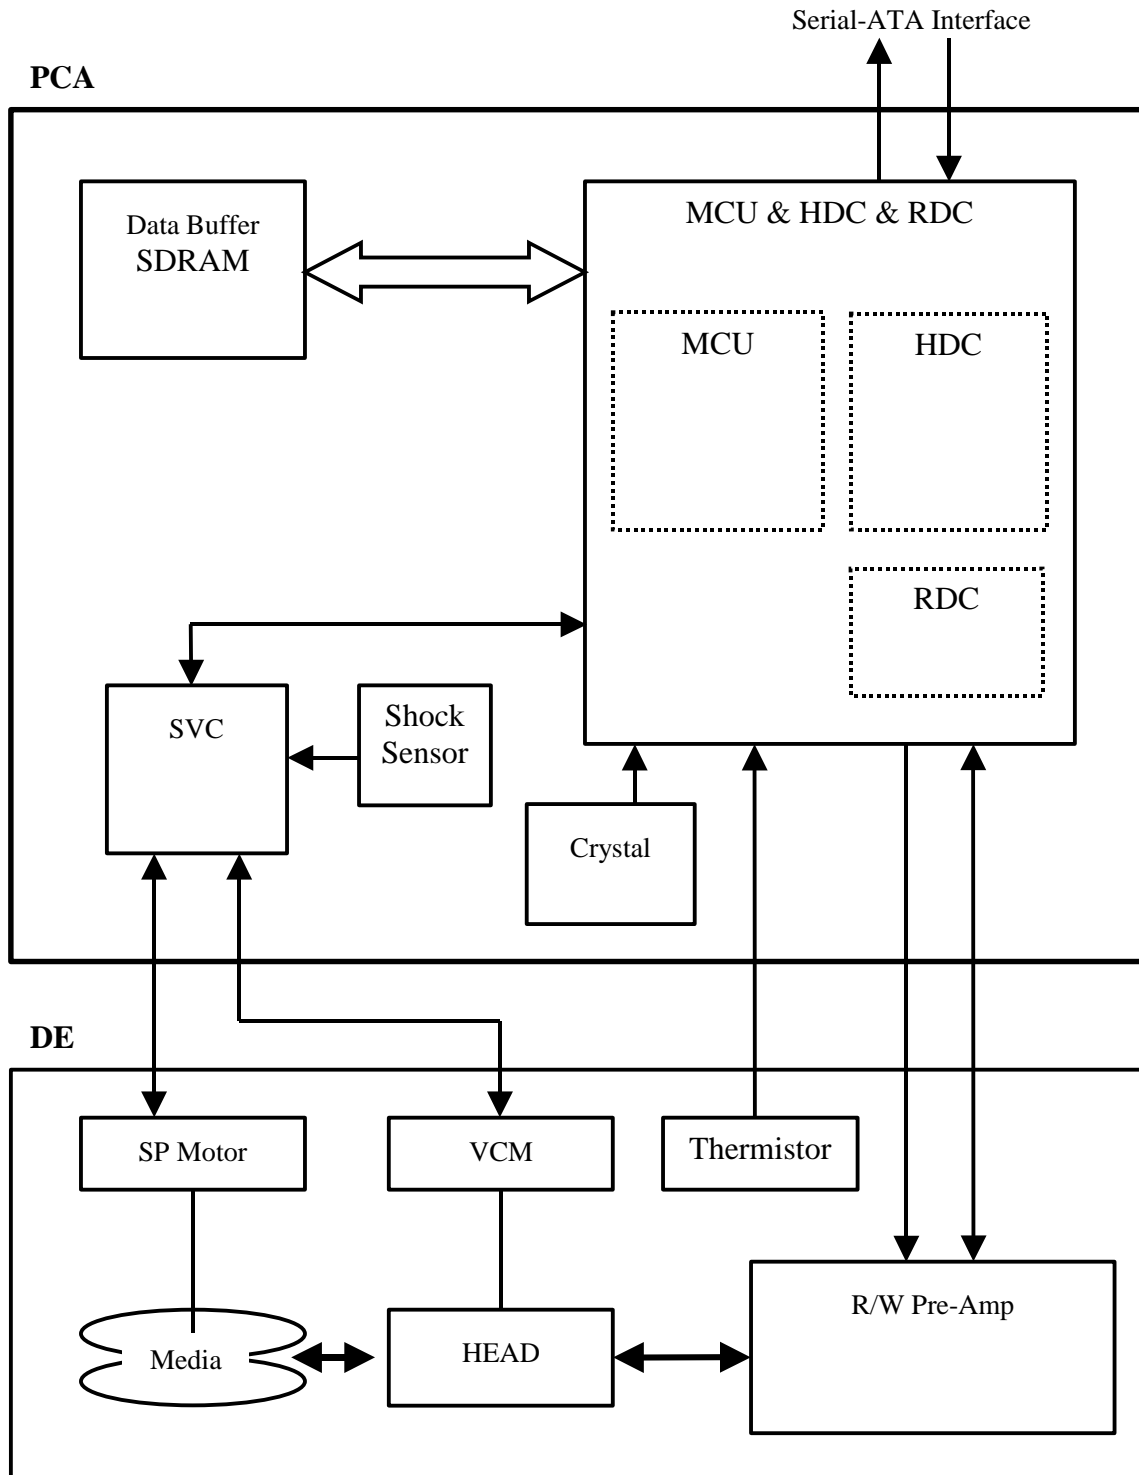 Serial-ATA Interface
PCA
Data Buffer
SDRAM
MCU & HDC & RDC
MCU
HDC
RDC
SVC
Shock
Sensor
Crystal
DE
SP Motor
VCM
Thermistor
R/W Pre-Amp
Media
HEAD